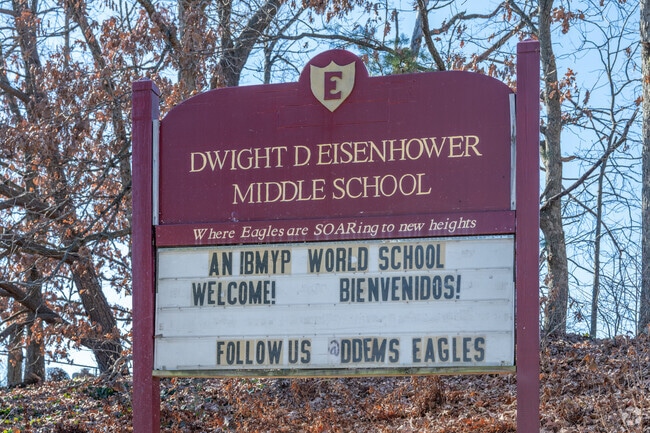 E
DWIGHT D EISENHOWER
MIDDLE SCHOOL
Where Eagles are SOARing to new heights
AN IBMYP WORLD SCHOOL
WELCOME! BIENVENIDOS!
FOLLOW US @DDEMS EAGLES